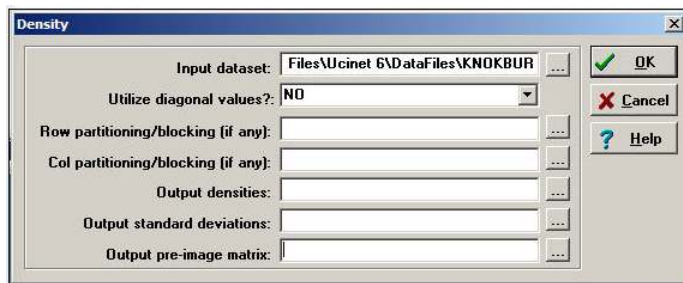 Density
Input dataset: Files\Ucinet 6\DataFiles\KNOKBUR ...
Utilize diagonal values?: NO
Row partitioning/blocking (if any): ...
Col partitioning/blocking (if any): ...
Output densities: ...
Output standard deviations: ...
Output pre-image matrix: ...
OK
Cancel
? Help